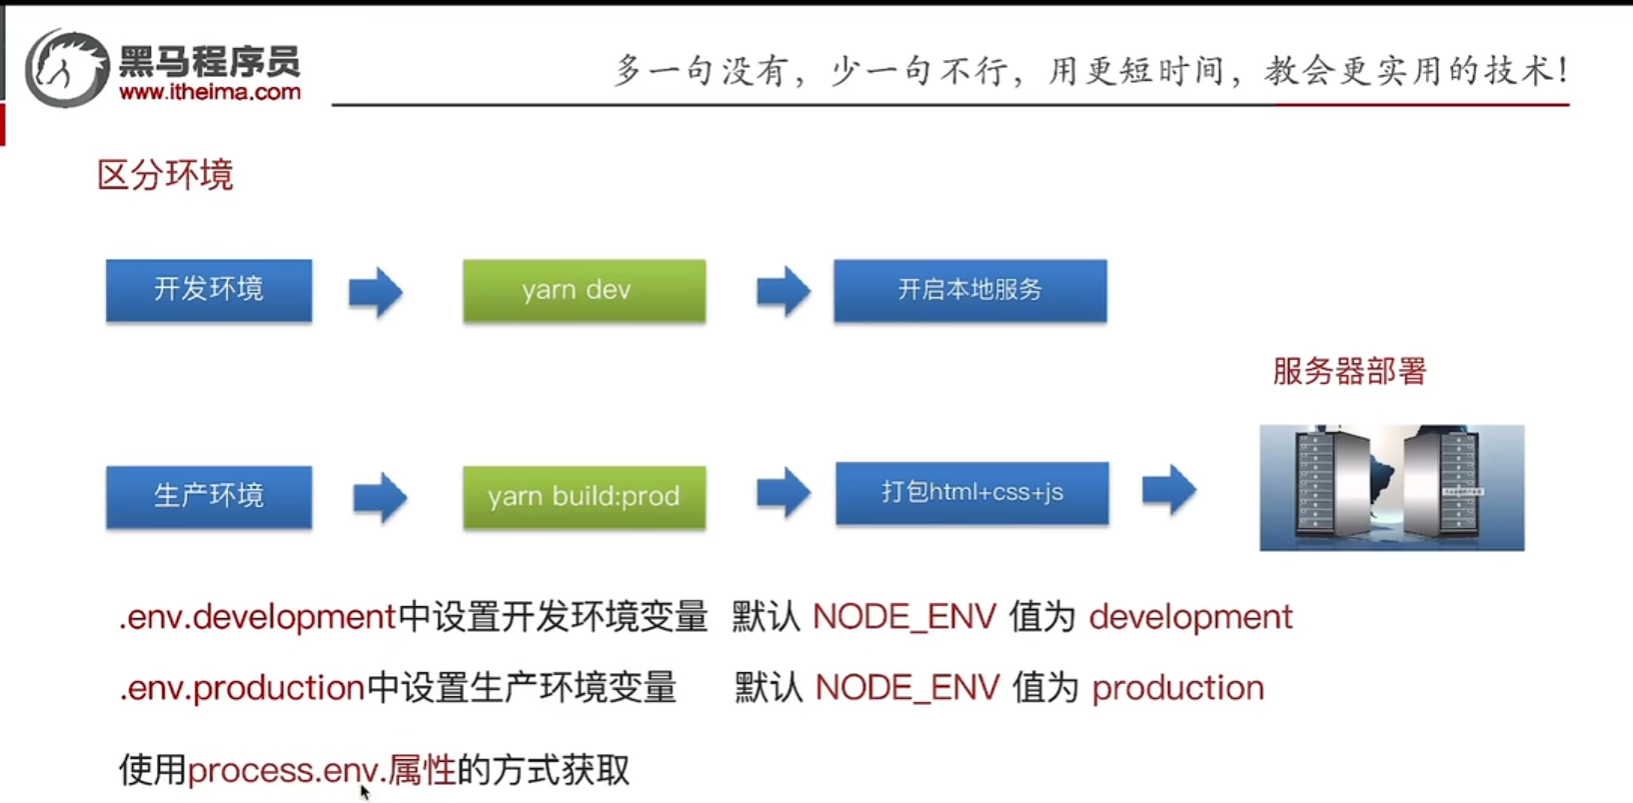 黑马程序员
www.itheima.com
多一句没有，少一句不行，用更短时间，教会更实用的技术！
区分环境
开发环境
yarn dev
开启本地服务
服务器部署
生产环境
yarn build:prod
打包html+css+js
.env.development中设置开发环境变量 默认 NODE_ENV 值为 development
.env.production中设置生产环境变量 默认 NODE_ENV 值为 production
使用process.env.属性的方式获取